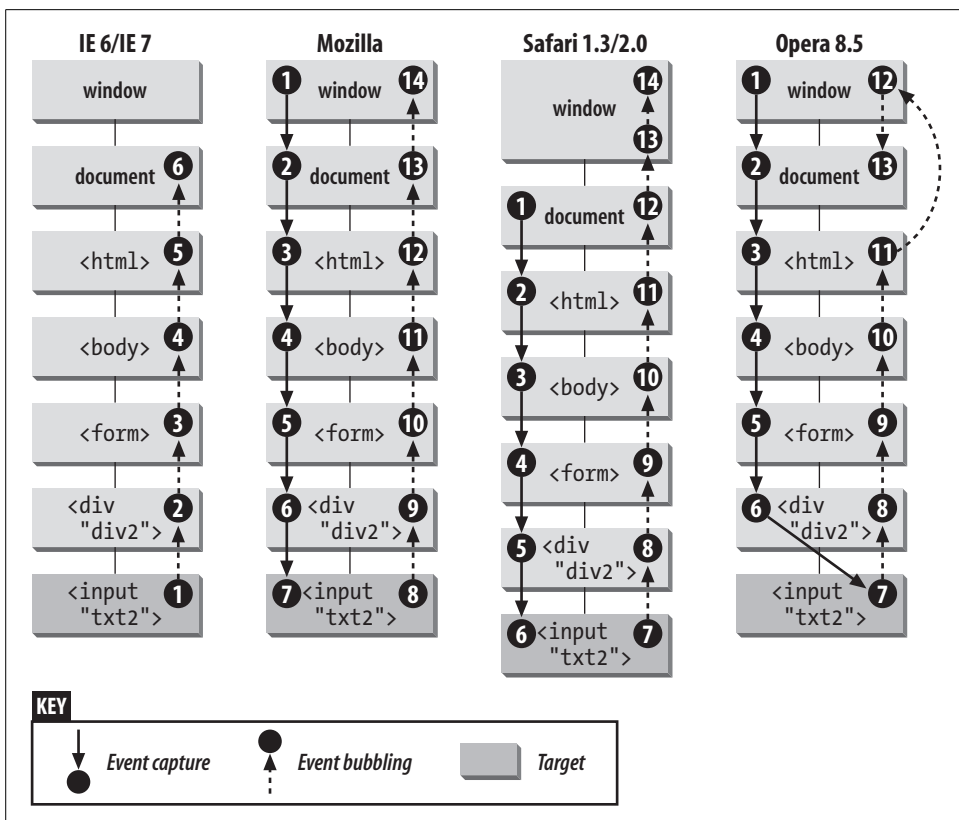 IE 6/IE 7
window
document 6
<html> 5
<body> 4
<form> 3
<div
"div2"> 2
<input
"txt2"> 1
Mozilla
1 window 14
2 document 13
3 <html> 12
4 <body> 11
5 <form> 10
6 <div
"div2"> 9
7 <input
"txt2"> 8
Safari 1.3/2.0
window 14
13
1 document 12
2 <html> 11
3 <body> 10
4 <form> 9
5 <div
"div2"> 8
6 <input
"txt2"> 7
Opera 8.5
1 window 12
2 document 13
3 <html> 11
4 <body> 10
5 <form> 9
6 <div
"div2"> 8
<input
"txt2"> 7
KEY
Event capture
Event bubbling
Target